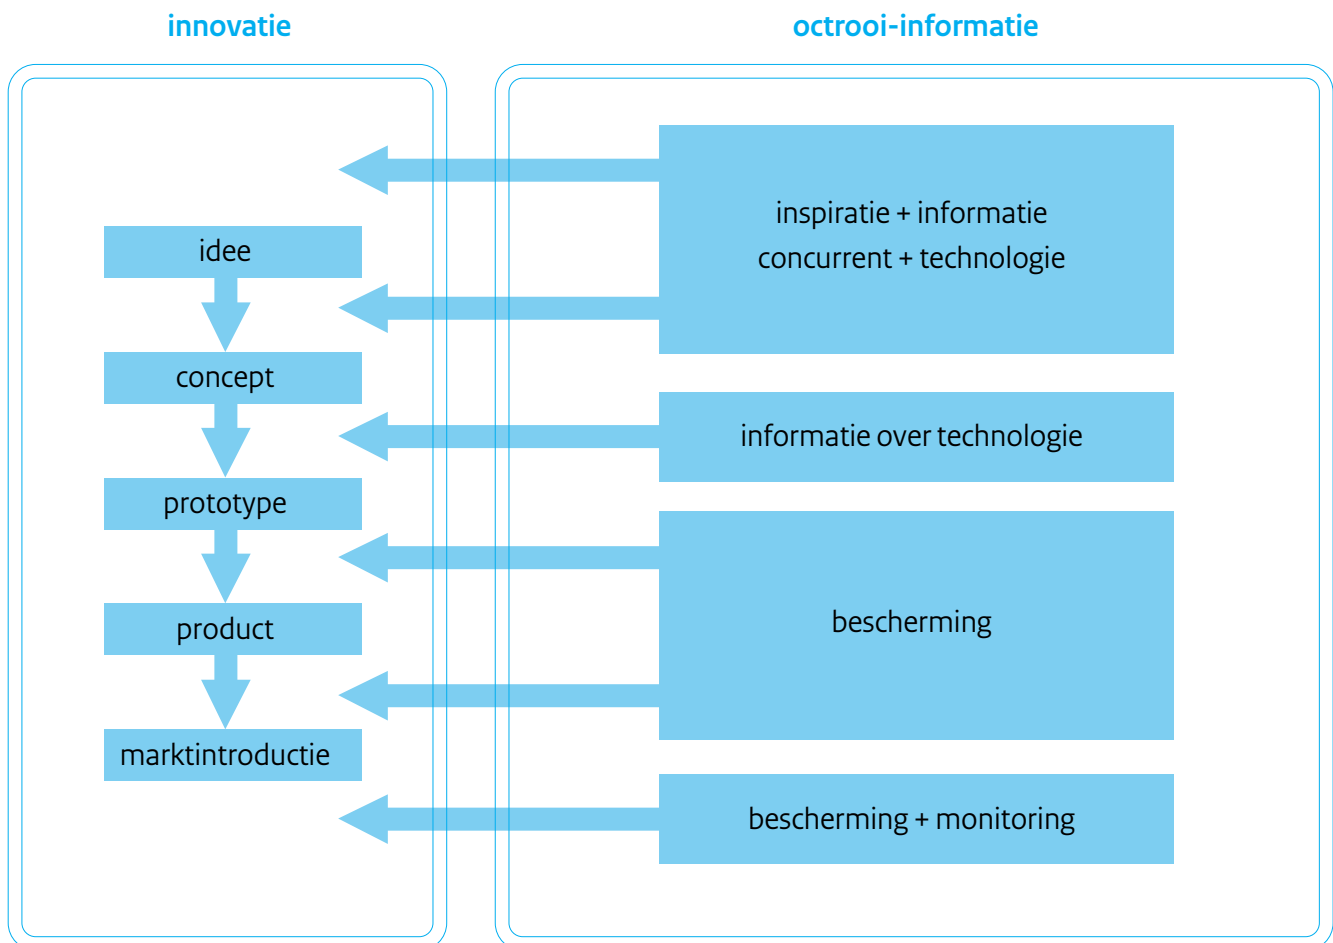 innovatie
octrooi-informatie
idee
concept
prototype
product
marktintroductie
inspiratie + informatie
concurrent + technologie
informatie over technologie
bescherming
bescherming + monitoring